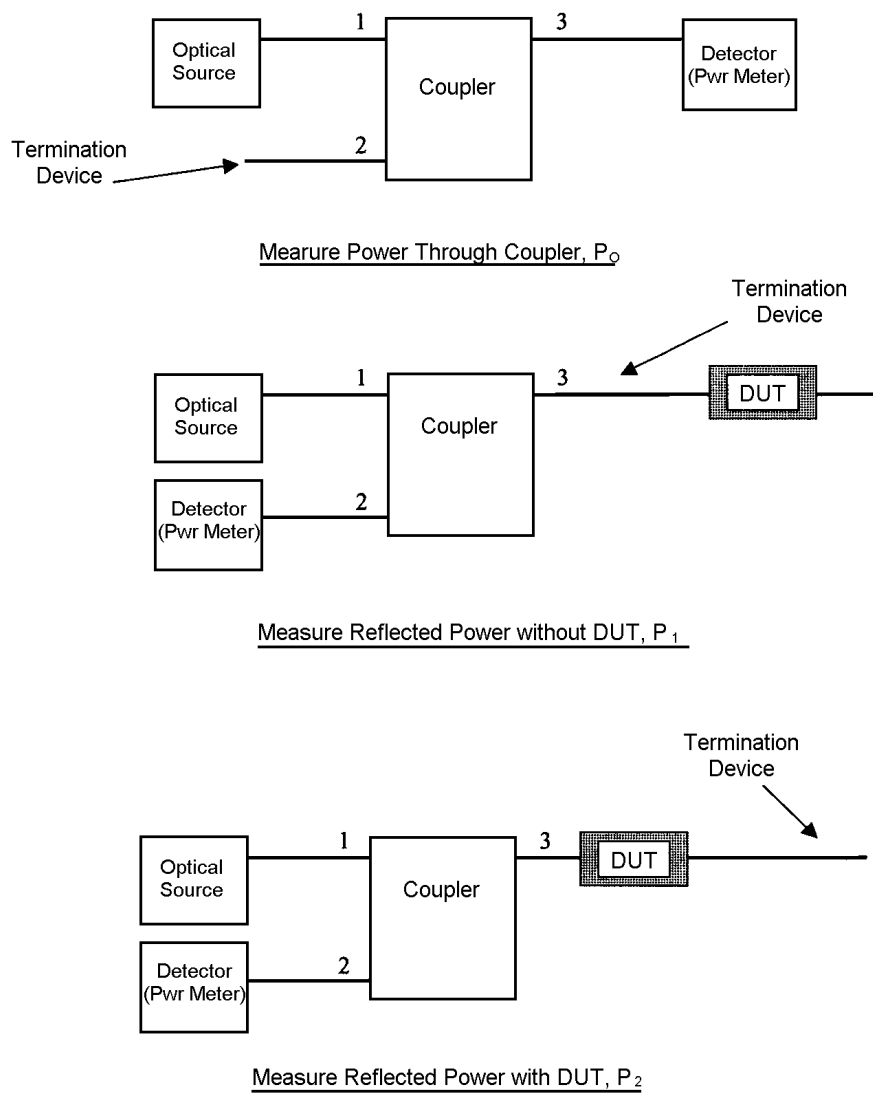 1
3
Optical
Source
Coupler
Detector
(Pwr Meter)
2
Termination
Device
Mearure Power Through Coupler, PO
Termination
Device
1
3
Optical
Source
Coupler
DUT
2
Detector
(Pwr Meter)
Measure Reflected Power without DUT, P1
Termination
Device
1
3
Optical
Source
Coupler
DUT
2
Detector
(Pwr Meter)
Measure Reflected Power with DUT, P2